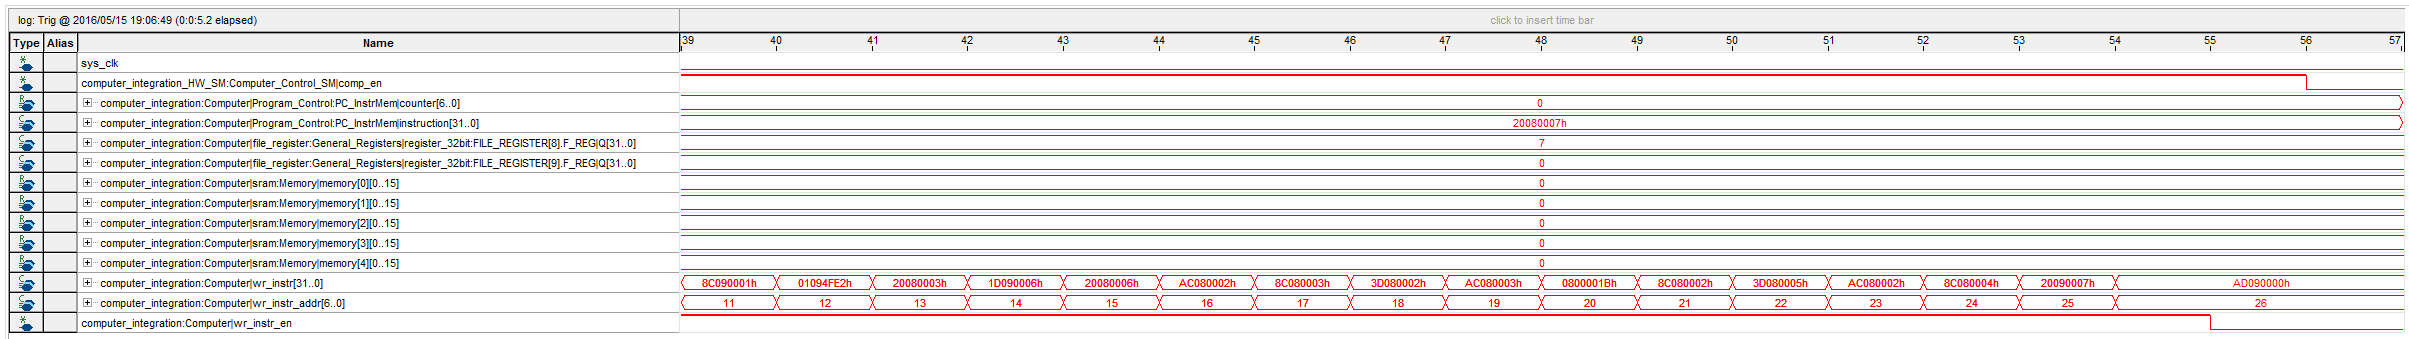 log: Trig @ 2016/05/15 19:06:49 (0:0:5.2 elapsed) click to insert time bar
Type Alias Name 39 40 41 42 43 44 45 46 47 48 49 50 51 52 53 54 55 56 57
sys_clk
computer_integration_HW_SM:Computer_Control_SM|comp_en
computer_integration:Computer|Program_Control:PC_InstrMem|counter[6..0] 0
computer_integration:Computer|Program_Control:PC_InstrMem|instruction[31..0] 20080007h
computer_integration:Computer|file_register:General_Registers|register_32bit:FILE_REGISTER[8].F_REG|Q[31..0] 7
computer_integration:Computer|file_register:General_Registers|register_32bit:FILE_REGISTER[9].F_REG|Q[31..0] 0
computer_integration:Computer|sram:Memory|memory[0][0..15] 0
computer_integration:Computer|sram:Memory|memory[1][0..15] 0
computer_integration:Computer|sram:Memory|memory[2][0..15] 0
computer_integration:Computer|sram:Memory|memory[3][0..15] 0
computer_integration:Computer|sram:Memory|memory[4][0..15] 0
computer_integration:Computer|wr_instr[31..0] 8C090001h 01094FE2h 20080003h 1D090006h 20080006h AC080002h 8C080003h 3D080002h AC080003h 0800001Bh 8C080002h 3D080005h AC080002h 8C080004h 20090007h AD090000h
computer_integration:Computer|wr_instr_addr[6..0] 11 12 13 14 15 16 17 18 19 20 21 22 23 24 25 26
computer_integration:Computer|wr_instr_en